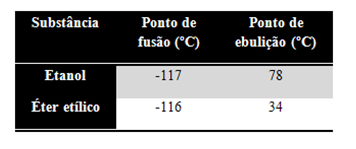 Substância Ponto de fusão (°C) Ponto de ebulição (°C)
Etanol -117 78
Éter etílico -116 34